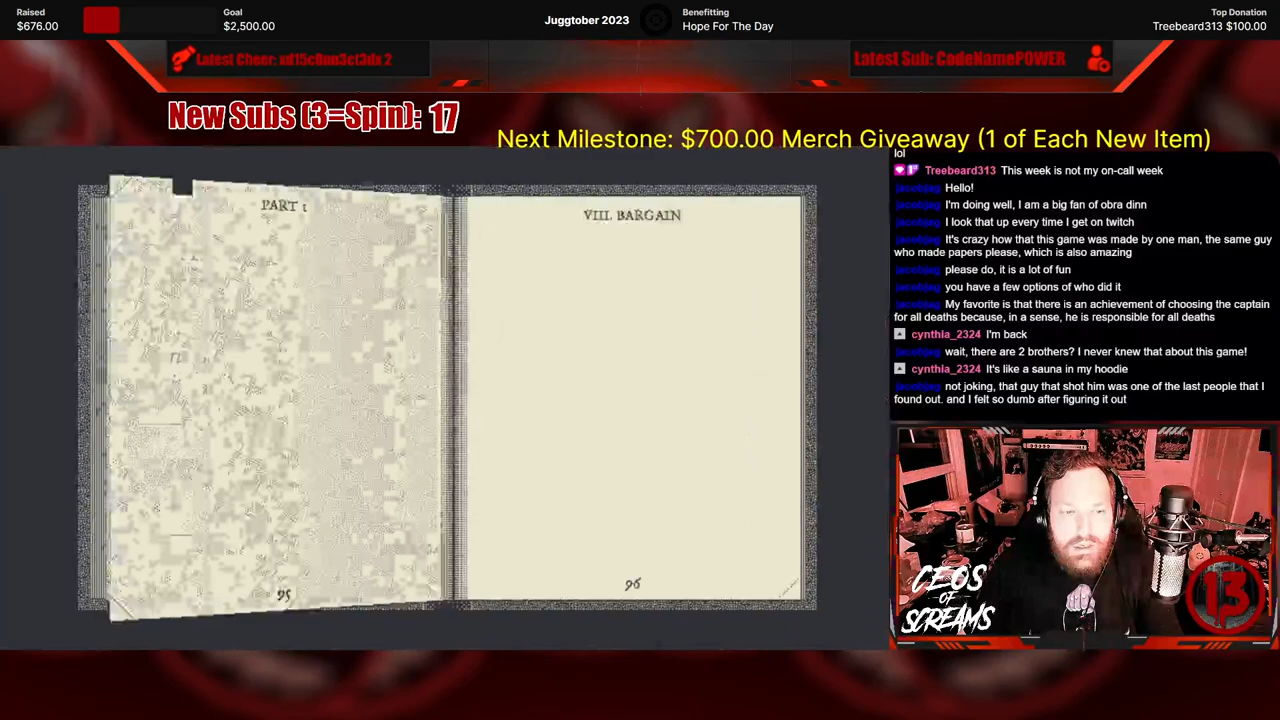 Raised
$676.00
Goal
$2,500.00
Juggtober 2023
Benefitting
Hope For The Day
Top Donation
Treebeard313 $100.00
Latest Cheer: xd15c0nn3ct3dx 2
Latest Sub: CodeNamePOWER
New Subs (3=Spin): 17
Next Milestone: $700.00 Merch Giveaway (1 of Each New Item)
PART 1
95
VIII. BARGAIN
96
lol
Treebeard313 This week is not my on-call week
Hello!
I'm doing well, I am a big fan of obra dinn
I look that up every time I get on twitch
It's crazy how that this game was made by one man, the same guy
who made papers please, which is also amazing
please do, it is a lot of fun
you have a few options of who did it
My favorite is that there is an achievement of choosing the captain
for all deaths because, in a sense, he is responsible for all deaths
cynthia_2324 I'm back
wait, there are 2 brothers? I never knew that about this game!
cynthia_2324 It's like a sauna in my hoodie
not joking, that guy that shot him was one of the last people that I
found out. and I felt so dumb after figuring it out
CEOS
OF
SCREAMS
13